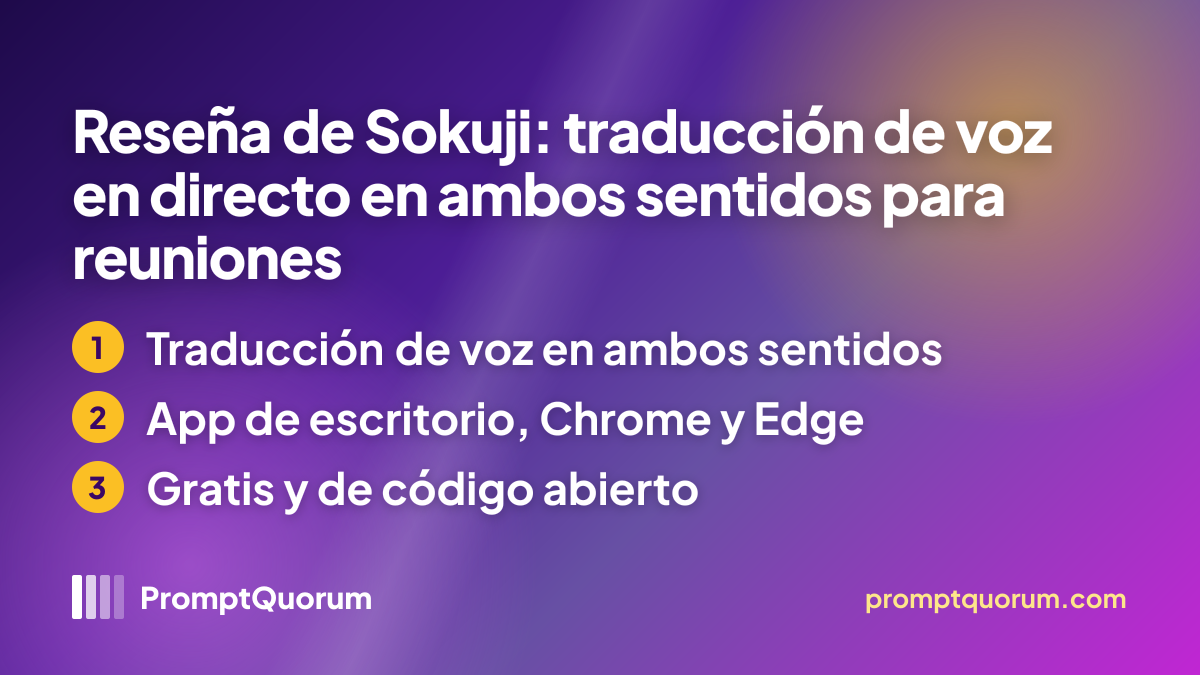 Reseña de Sokuji: traducción de voz
en directo en ambos sentidos para
reuniones
1 Traducción de voz en ambos sentidos
2 App de escritorio, Chrome y Edge
3 Gratis y de código abierto
PromptQuorum
promptquorum.com